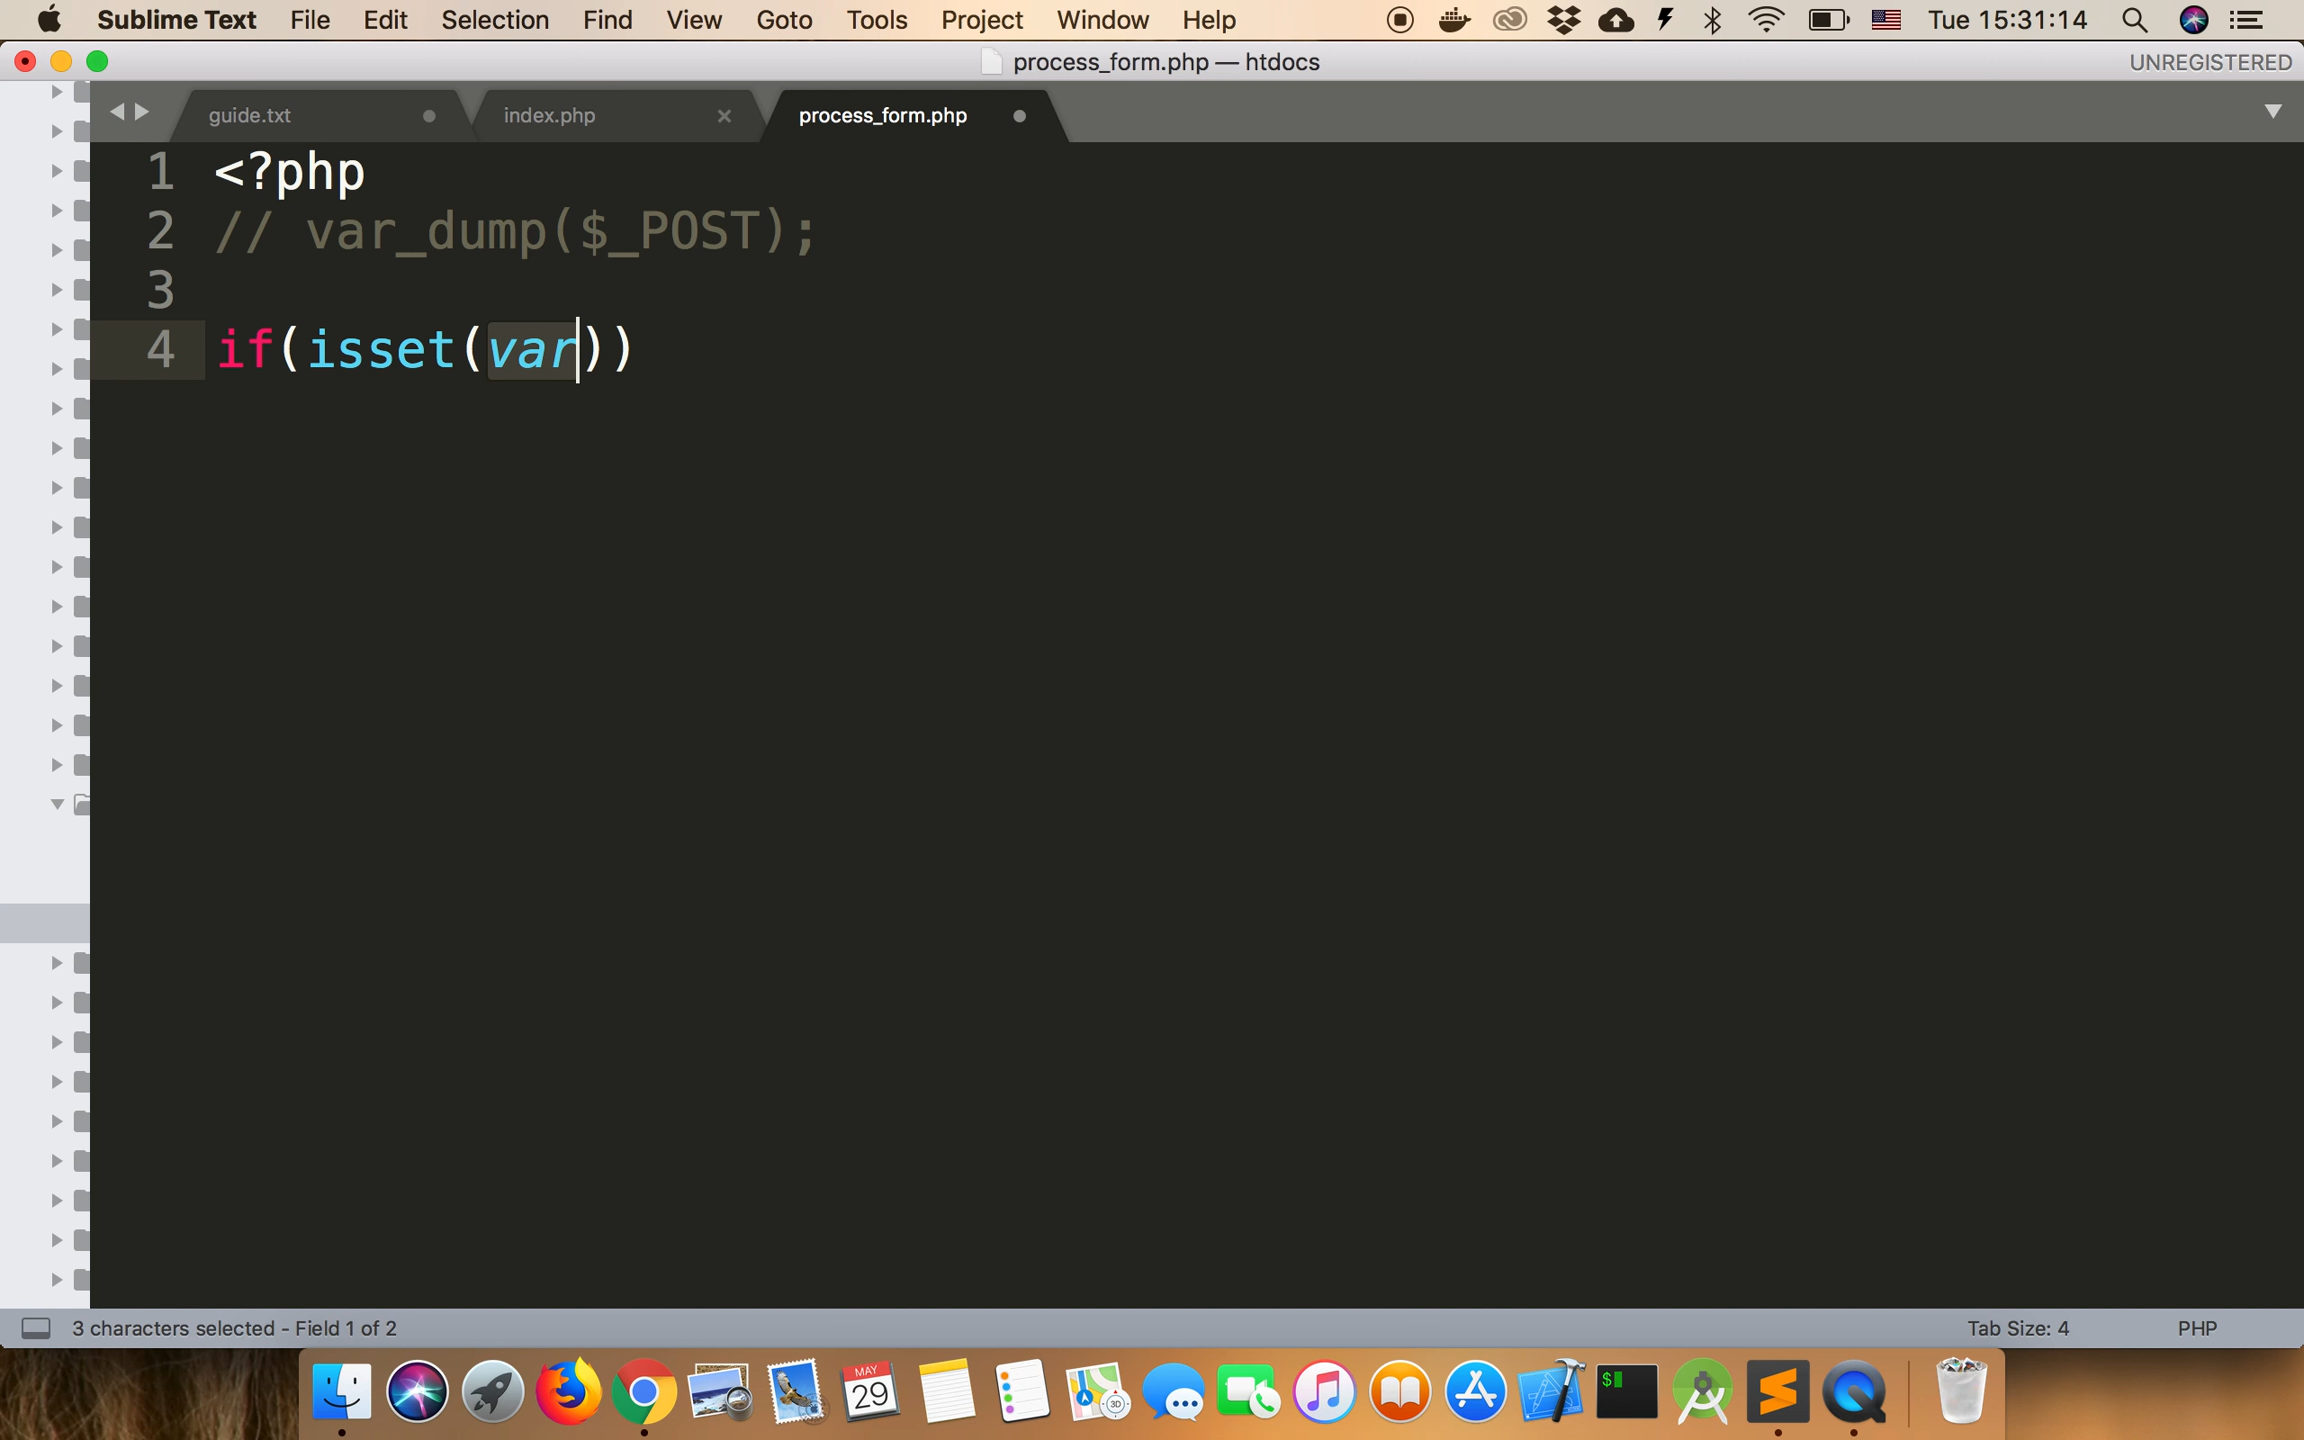 Sublime Text File Edit Selection Find View Goto Tools Project Window Help Tue 15:31:14
process_form.php — htdocs UNREGISTERED
guide.txt index.php process_form.php
1 <?php
2 // var_dump($_POST);
3
4 if(isset(var))
3 characters selected - Field 1 of 2 Tab Size: 4 PHP
MAY
29
3D
$